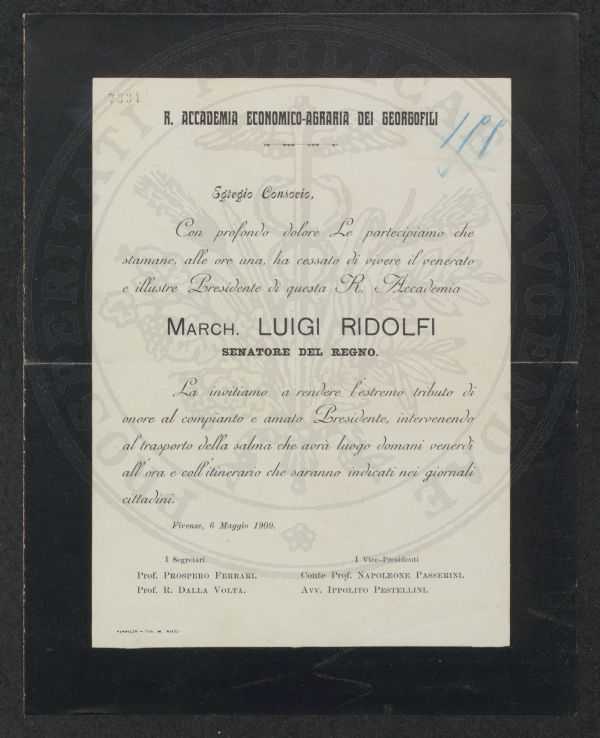 7331
R. ACCADEMIA ECONOMICO-AGRARIA DEI GEORGOFILI
Egregio Consocio,
Con profondo dolore Le partecipiamo che
stamane, alle ore una, ha cessato di vivere il venerato
e illustre Presidente di questa R. Accademia
MARCH. LUIGI RIDOLFI
SENATORE DEL REGNO.
La invitiamo a rendere l'estremo tributo di
onore al compianto e amato Presidente, intervenendo
al trasporto della salma che avrà luogo domani venerdì
all'ora e coll'itinerario che saranno indicati nei giornali
cittadini.
Firenze, 6 Maggio 1909.
I Segretari
Prof. PROSPERO FERRARI.
Prof. R. DALLA VOLTA.
I Vice-Presidenti
Conte Prof. NAPOLEONE PASSERINI.
Avv. IPPOLITO PESTELLINI.
PROSPERITATI PUBLICAE AUGENDAE